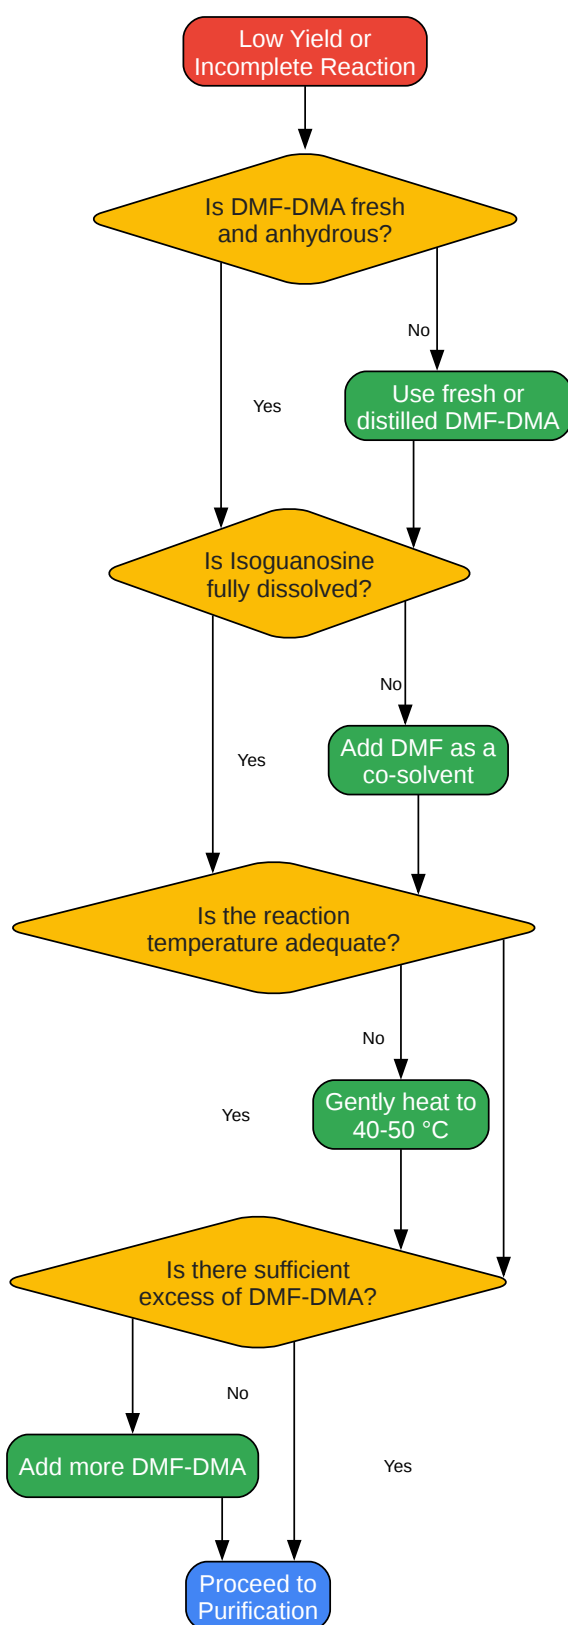 Low Yield or
Incomplete Reaction
Is DMF-DMA fresh
and anhydrous?
No
Yes
Use fresh or
distilled DMF-DMA
Is Isoguanosine
fully dissolved?
No
Yes
Add DMF as a
co-solvent
Is the reaction
temperature adequate?
No
Yes
Gently heat to
40-50 °C
Is there sufficient
excess of DMF-DMA?
No
Yes
Add more DMF-DMA
Proceed to
Purification